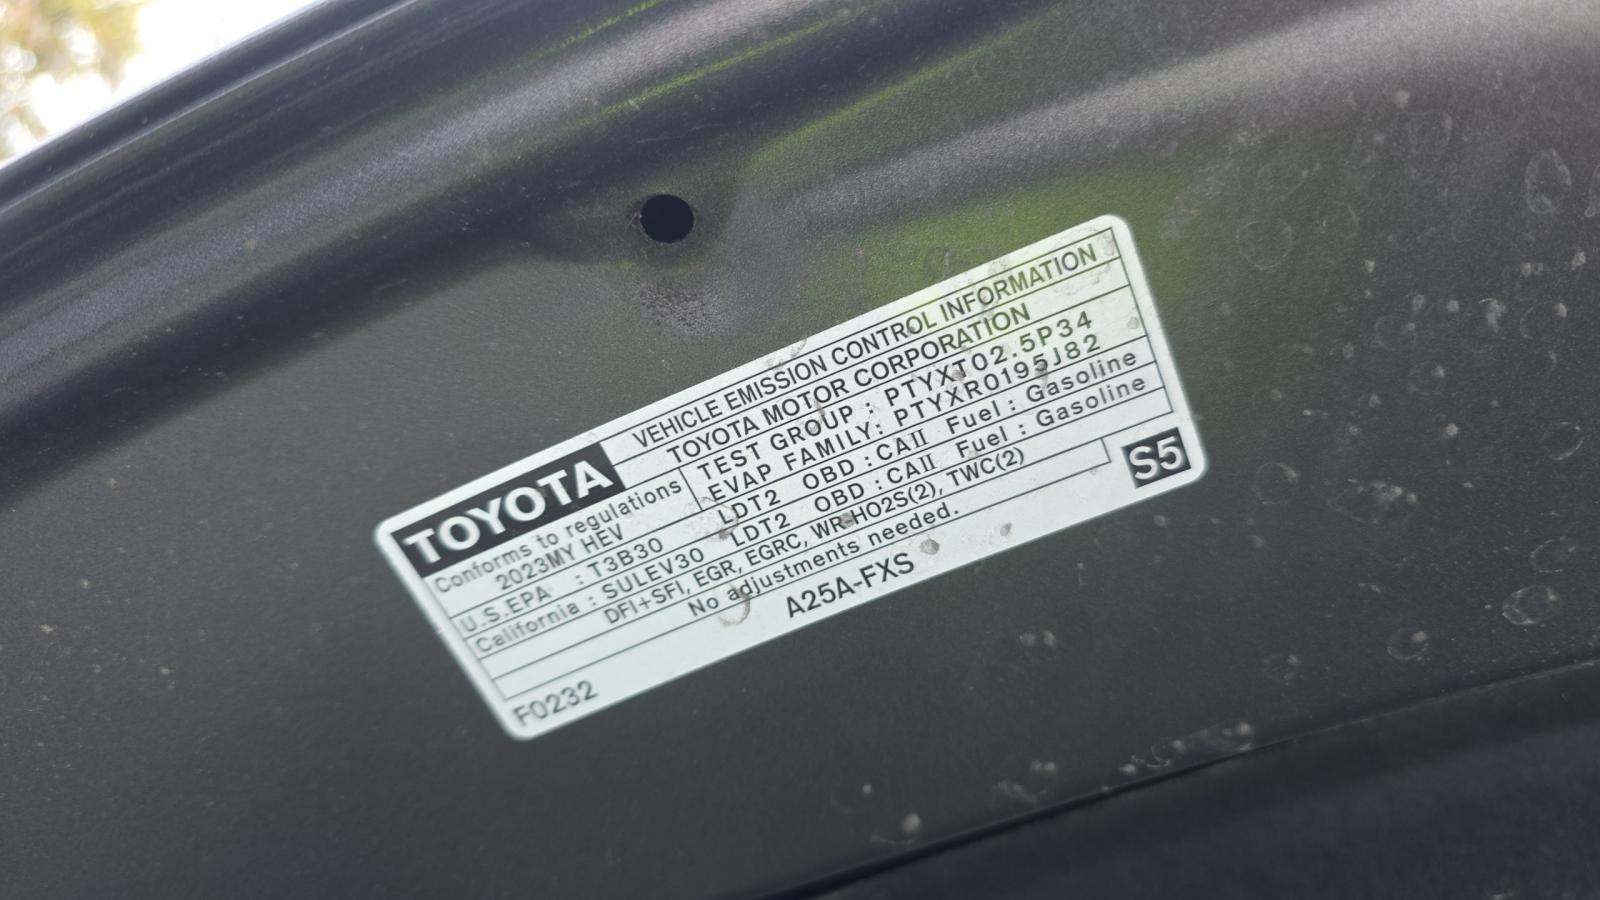 TOYOTA VEHICLE EMISSION CONTROL INFORMATION
Conforms to regulations TOYOTA MOTOR CORPORATION
2023MY HEV TEST GROUP : PTYXT02.5P34
EVAP FAMILY: PTYXR0195J82
U.S.EPA : T3B30 LDT2 OBD : CAII Fuel : Gasoline
California : SULEV30 LDT2 OBD : CAII Fuel : Gasoline
DFI+SFI, EGR, EGRC, WR-HO2S(2), TWC(2)
No adjustments needed.
S5
A25A-FXS
F0232